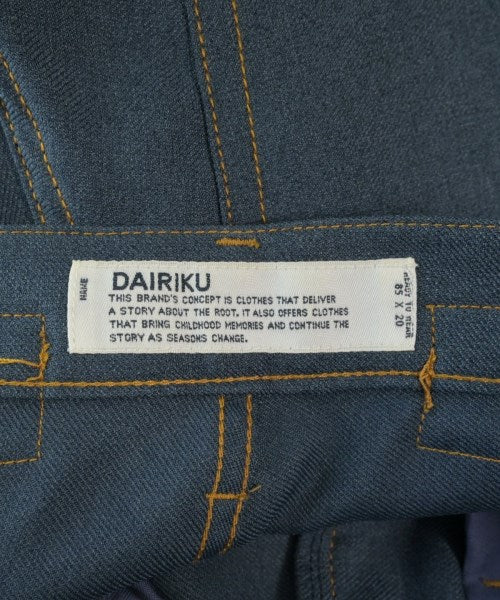 NAME
DAIRIKU
THIS BRAND'S CONCEPT IS CLOTHES THAT DELIVER
A STORY ABOUT THE ROOT. IT ALSO OFFERS CLOTHES
THAT BRING CHILDHOOD MEMORIES AND CONTINUE THE
STORY AS SEASONS CHANGE.
READY TO WEAR
85 X 20